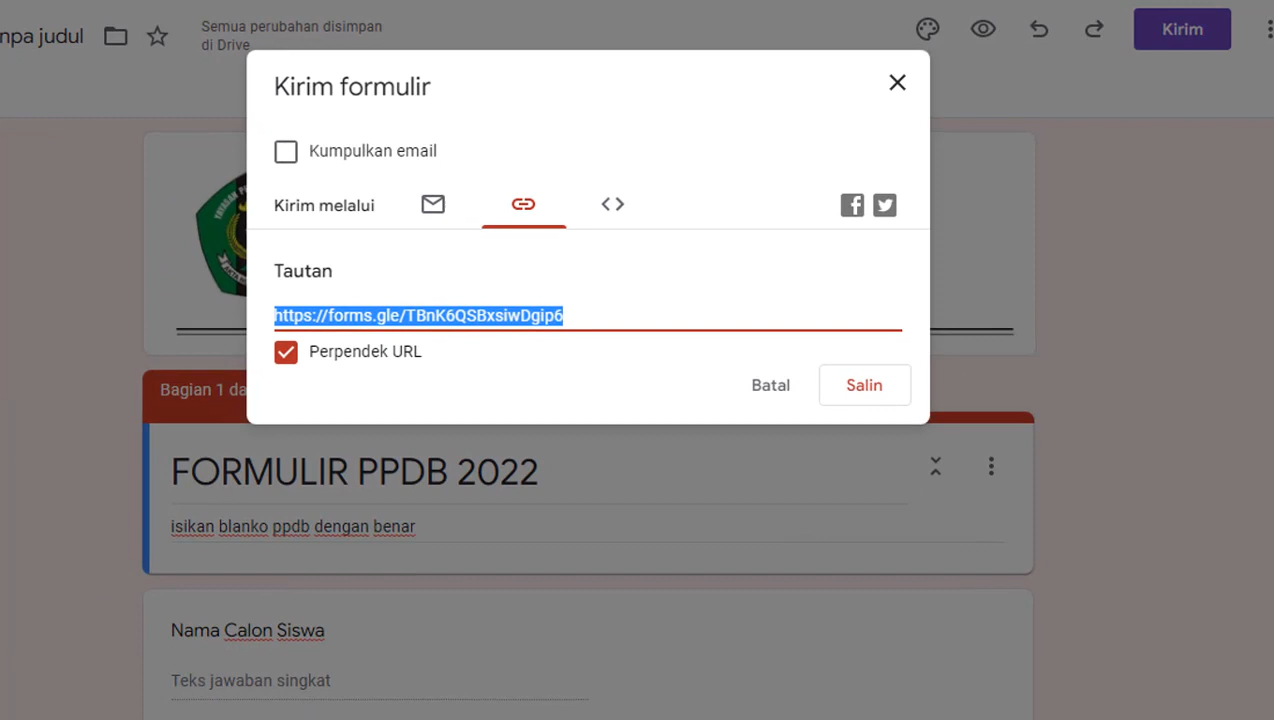 npa judul
Semua perubahan disimpan
di Drive
Kirim
Kirim formulir
Kumpulkan email
Kirim melalui
Tautan
https://forms.gle/TBnK6QSBxsiwDgip6
Perpendek URL
Batal
Salin
Bagian 1 da
FORMULIR PPDB 2022
isikan blanko ppdb dengan benar
Nama Calon Siswa
Teks jawaban singkat